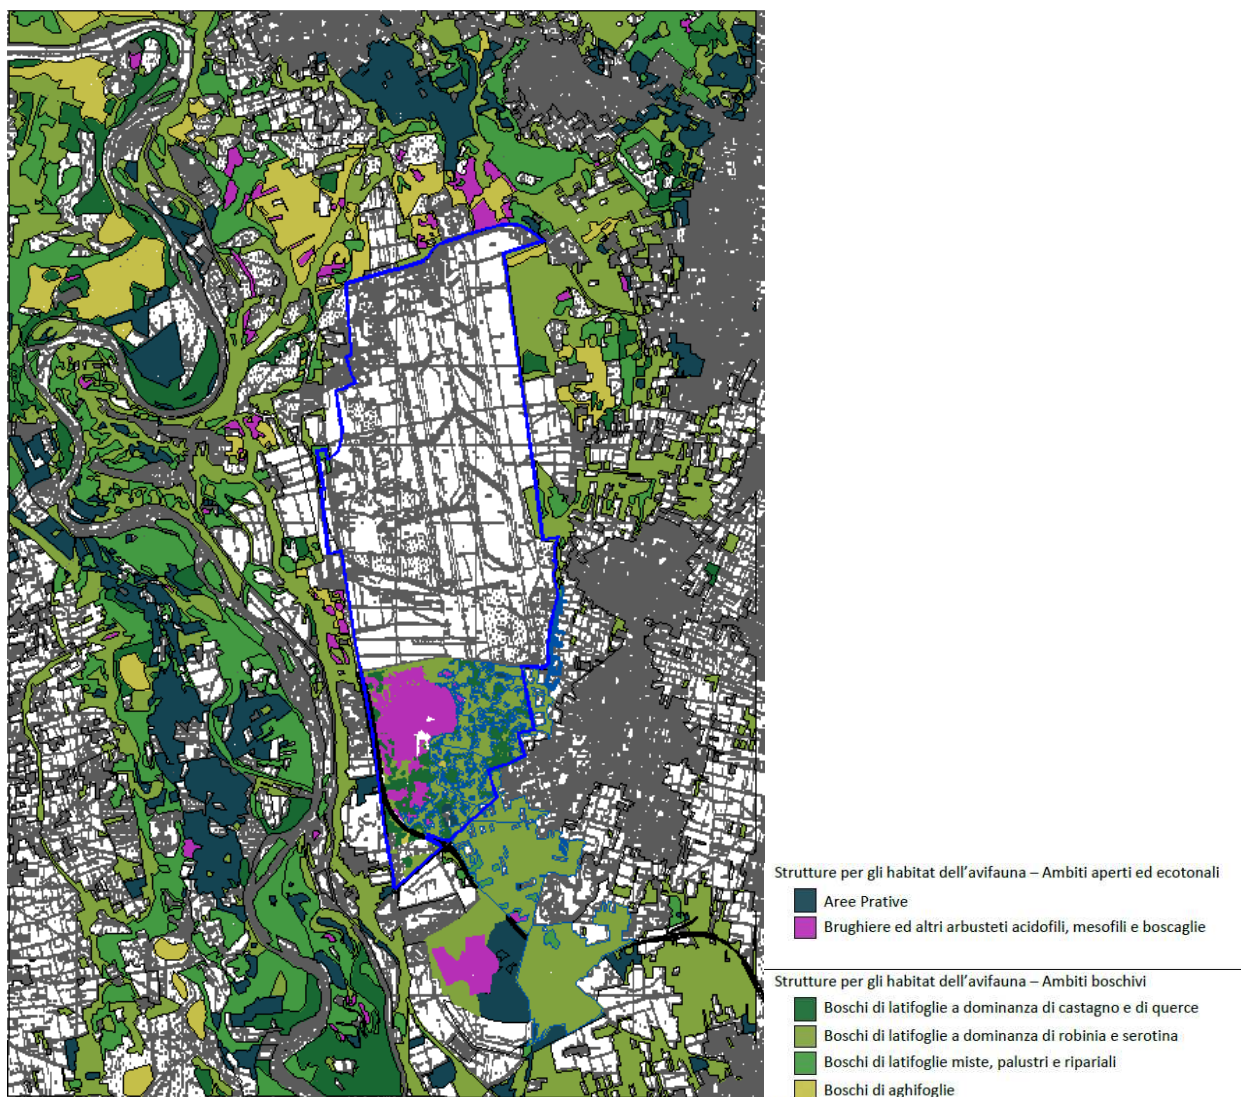 Strutture per gli habitat dell'avifauna – Ambiti aperti ed ecotonali
Aree Prative
Brughiere ed altri arbusteti acidofili, mesofili e boscaglie
Strutture per gli habitat dell'avifauna – Ambiti boschivi
Boschi di latifoglie a dominanza di castagno e di querce
Boschi di latifoglie a dominanza di robinia e serotina
Boschi di latifoglie miste, palustri e ripariali
Boschi di aghifoglie